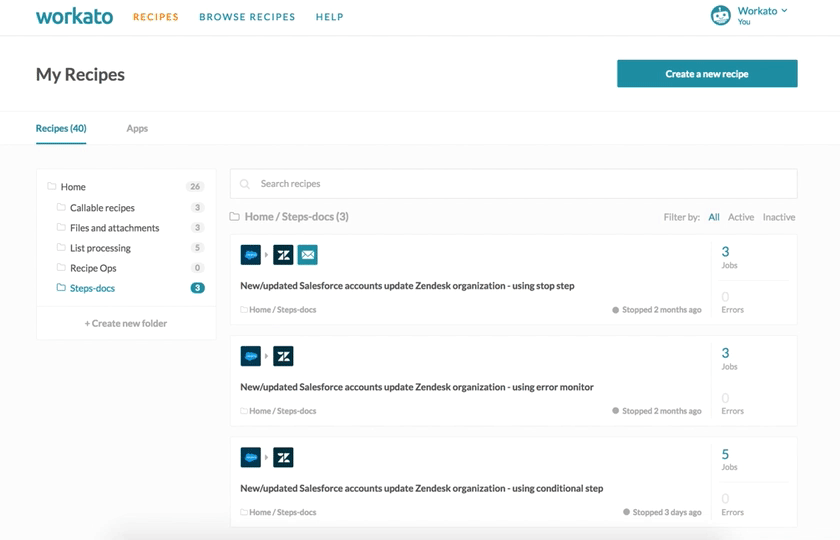 workato RECIPES BROWSE RECIPES HELP Workato
You
My Recipes Create a new recipe
Recipes (40) Apps
Home 26
Callable recipes 3
Files and attachments 3
List processing 5
Recipe Ops 0
Steps-docs 3
+ Create new folder
Search recipes
Home / Steps-docs (3) Filter by: All Active Inactive
New/updated Salesforce accounts update Zendesk organization - using stop step
Home / Steps-docs Stopped 2 months ago
3
Jobs
0
Errors
New/updated Salesforce accounts update Zendesk organization - using error monitor
Home / Steps-docs Stopped 2 months ago
3
Jobs
0
Errors
New/updated Salesforce accounts update Zendesk organization - using conditional step
Home / Steps-docs Stopped 3 days ago
5
Jobs
0
Errors